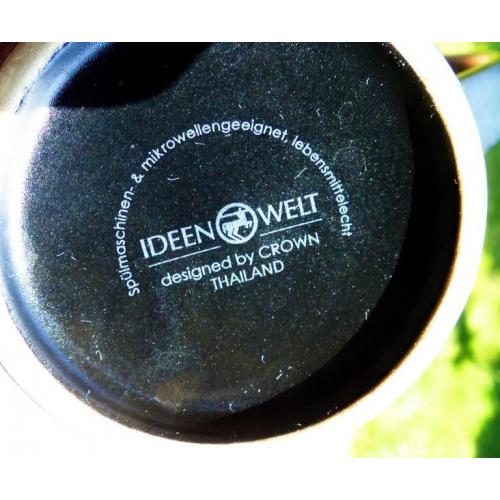 Spülmaschinen- & mikrowellengeeignet, lebensmittelecht
IDEEN WELT
designed by CROWN
THAILAND